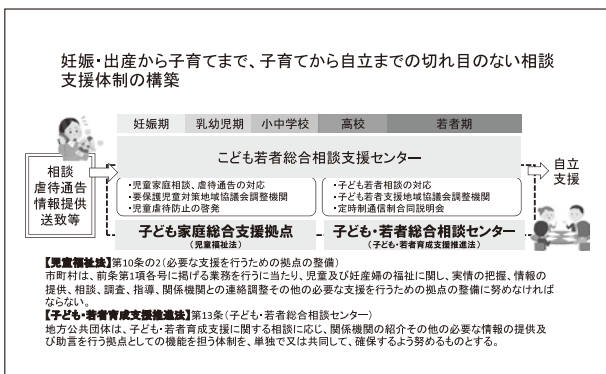 妊娠・出産から子育てまで、子育てから自立までの切れ目のない相談
支援体制の構築
妊娠期 乳幼児期 小中学校 高校 若者期
こども若者総合相談支援センター
相談
虐待通告
情報提供
送致等
自立
支援
・児童家庭相談、虐待通告の対応
・要保護児童対策地域協議会調整機関
・児童虐待防止の啓発
・子ども若者相談の対応
・子ども若者支援地域協議会調整機関
・定時制通信制合同説明会
子ども家庭総合支援拠点
(児童福祉法)
子ども・若者総合相談センター
(子ども・若者育成支援推進法)
【児童福祉法】第10条の2(必要な支援を行うための拠点の整備)
市町村は、前条第1項各号に掲げる業務を行うに当たり、児童及び妊産婦の福祉に関し、実情の把握、情報の
提供、相談、調査、指導、関係機関との連絡調整その他の必要な支援を行うための拠点の整備に努めなければ
ならない。
【子ども・若者育成支援推進法】第13条(子ども・若者総合相談センター)
地方公共団体は、子ども・若者育成支援に関する相談に応じ、関係機関の紹介その他の必要な情報の提供及
び助言を行う拠点としての機能を担う体制を、単独で又は共同して、確保するよう努めるものとする。